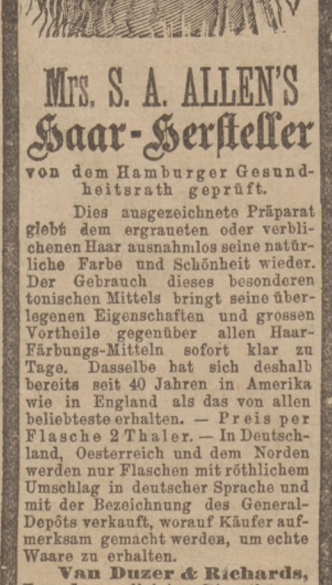 Mrs. S. A. ALLEN'S
Haar-Hersteller
von dem Hamburger Gesund-
heitsrath geprüft.
Dies ausgezeichnete Präparat
giebt dem ergraueten oder verbli-
chenen Haar ausnahmlos seine natür-
liche Farbe und Schönheit wieder.
Der Gebrauch dieses besonderen
tonischen Mittels bringt seine über-
legenen Eigenschaften und grossen
Vortheile gegenüber allen Haar-
Färbungs-Mitteln sofort klar zu
Tage. Dasselbe hat sich deshalb
bereits seit 40 Jahren in Amerika
wie in England als das von allen
beliebteste erhalten. — Preis per
Flasche 2 Thaler. — In Deutsch-
land, Oesterreich und dem Norden
werden nur Flaschen mit röthlichem
Umschlag in deutscher Sprache und
mit der Bezeichnung des General-
Depôts verkauft, worauf Käufer auf-
merksam gemacht werden, um echte
Waare zu erhalten.
Van Duzer & Richards,